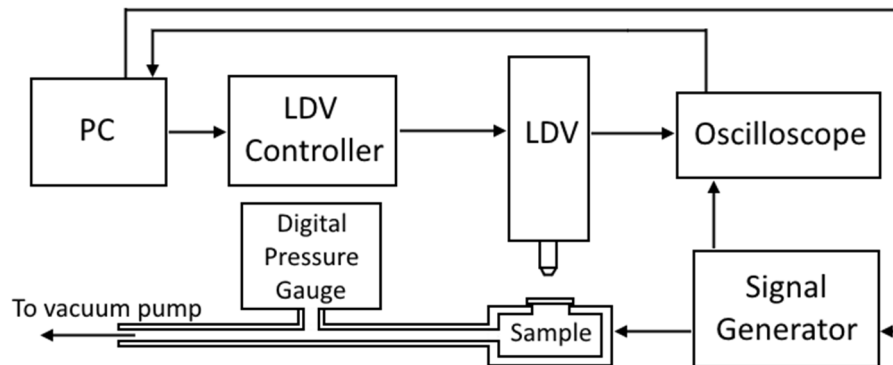 PC
LDV
Controller
LDV
Oscilloscope
Digital
Pressure
Gauge
To vacuum pump
Sample
Signal
Generator